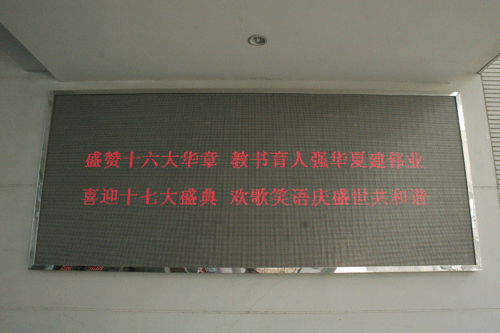 盛赞十六大华章 教书育人强华夏建伟业
喜迎十七大盛典 欢歌笑语庆盛世共和谐